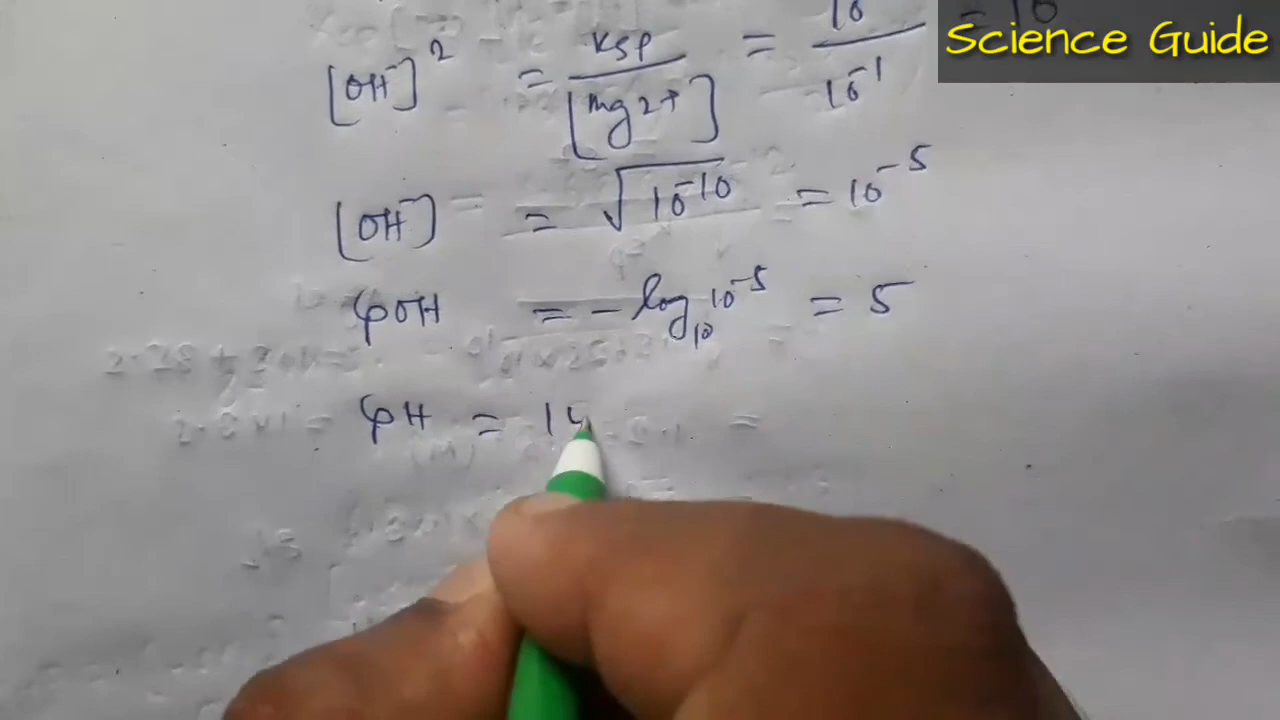 Science Guide
[OH⁻]² = Ksp / [mg2+] = 10 / 10⁻¹ = 10
[OH⁻] = √10⁻¹⁰ = 10⁻⁵
pOH = -log₁₀ 10⁻⁵ = 5
pH = 14